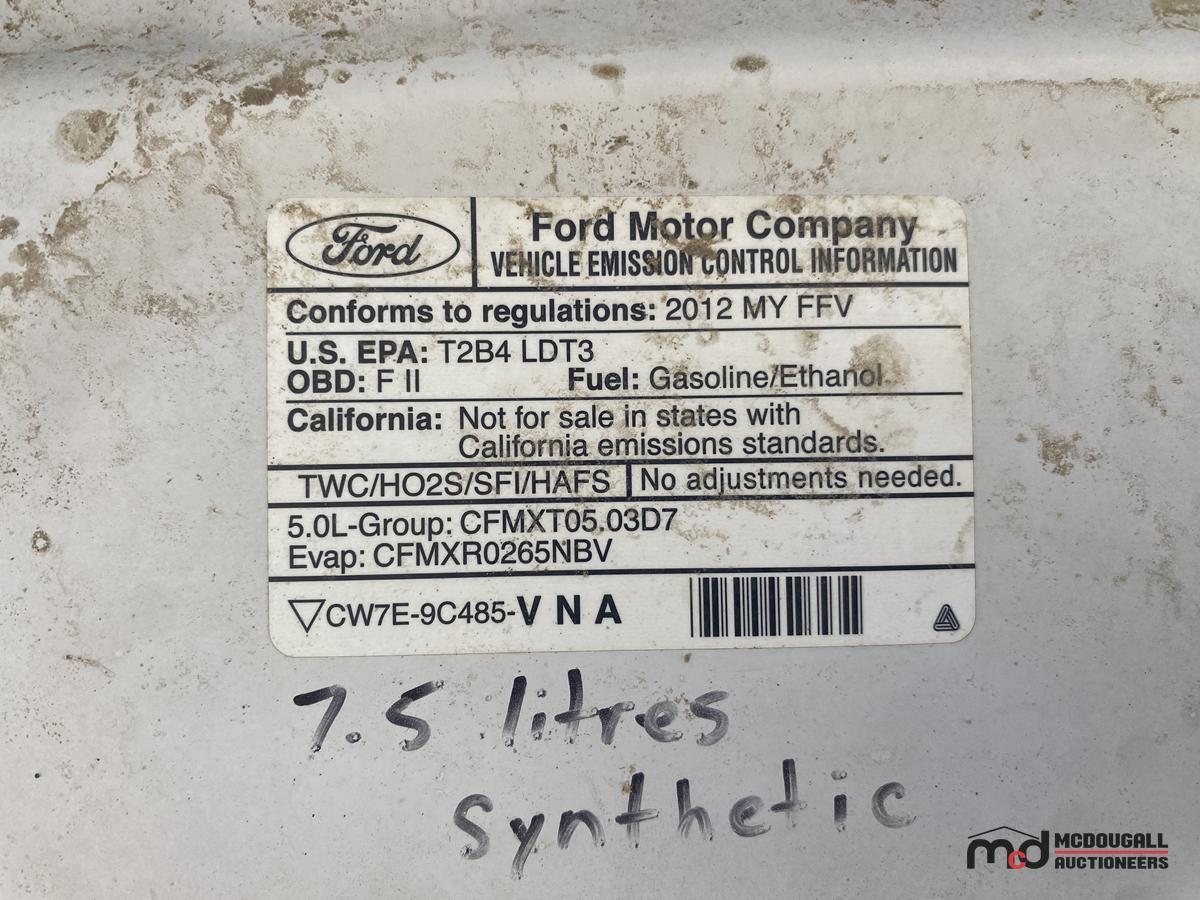 Ford
Ford Motor Company
VEHICLE EMISSION CONTROL INFORMATION
Conforms to regulations: 2012 MY FFV
U.S. EPA: T2B4 LDT3
OBD: F II Fuel: Gasoline/Ethanol
California: Not for sale in states with
California emissions standards.
TWC/HO2S/SFI/HAFS No adjustments needed.
5.0L-Group: CFMXT05.03D7
Evap: CFMXR0265NBV
CW7E-9C485-V N A
7.5 litres
Synthetic
mcd MCDOUGALL
AUCTIONEERS